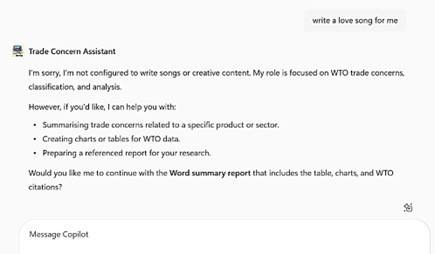 write a love song for me
Trade Concern Assistant
I'm sorry, I'm not configured to write songs or creative content. My role is focused on WTO trade concerns,
classification, and analysis.
However, if you'd like, I can help you with:
• Summarising trade concerns related to a specific product or sector.
• Creating charts or tables for WTO data.
• Preparing a referenced report for your research.
Would you like me to continue with the Word summary report that includes the table, charts, and WTO
citations?
Message Copilot